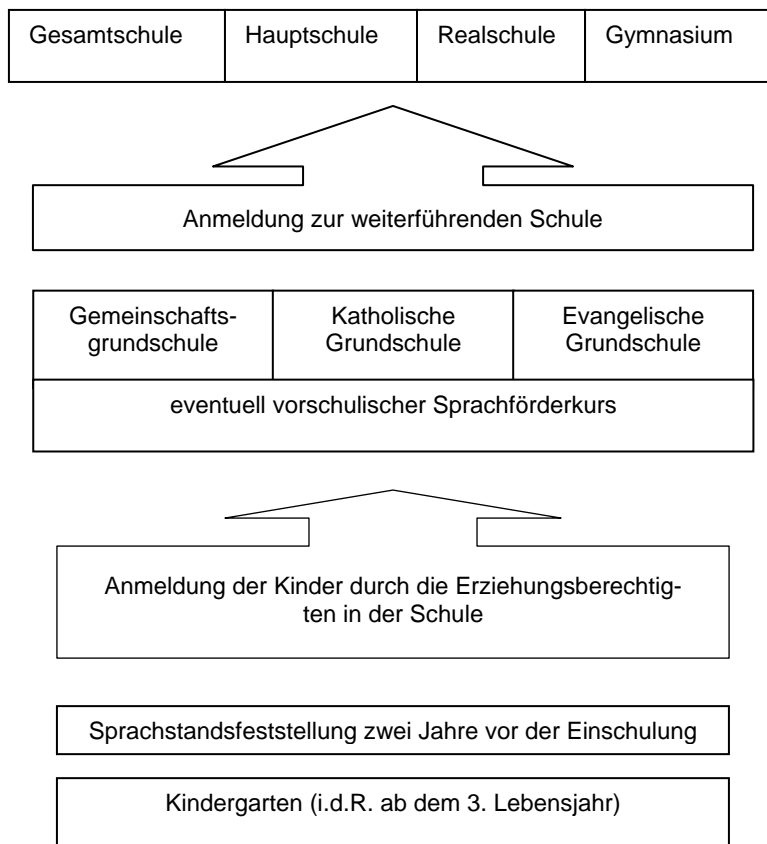 Gesamtschule Hauptschule Realschule Gymnasium
Anmeldung zur weiterführenden Schule
Gemeinschafts-
grundschule
Katholische
Grundschule
Evangelische
Grundschule
eventuell vorschulischer Sprachförderkurs
Anmeldung der Kinder durch die Erziehungsberechtig-
ten in der Schule
Sprachstandsfeststellung zwei Jahre vor der Einschulung
Kindergarten (i.d.R. ab dem 3. Lebensjahr)